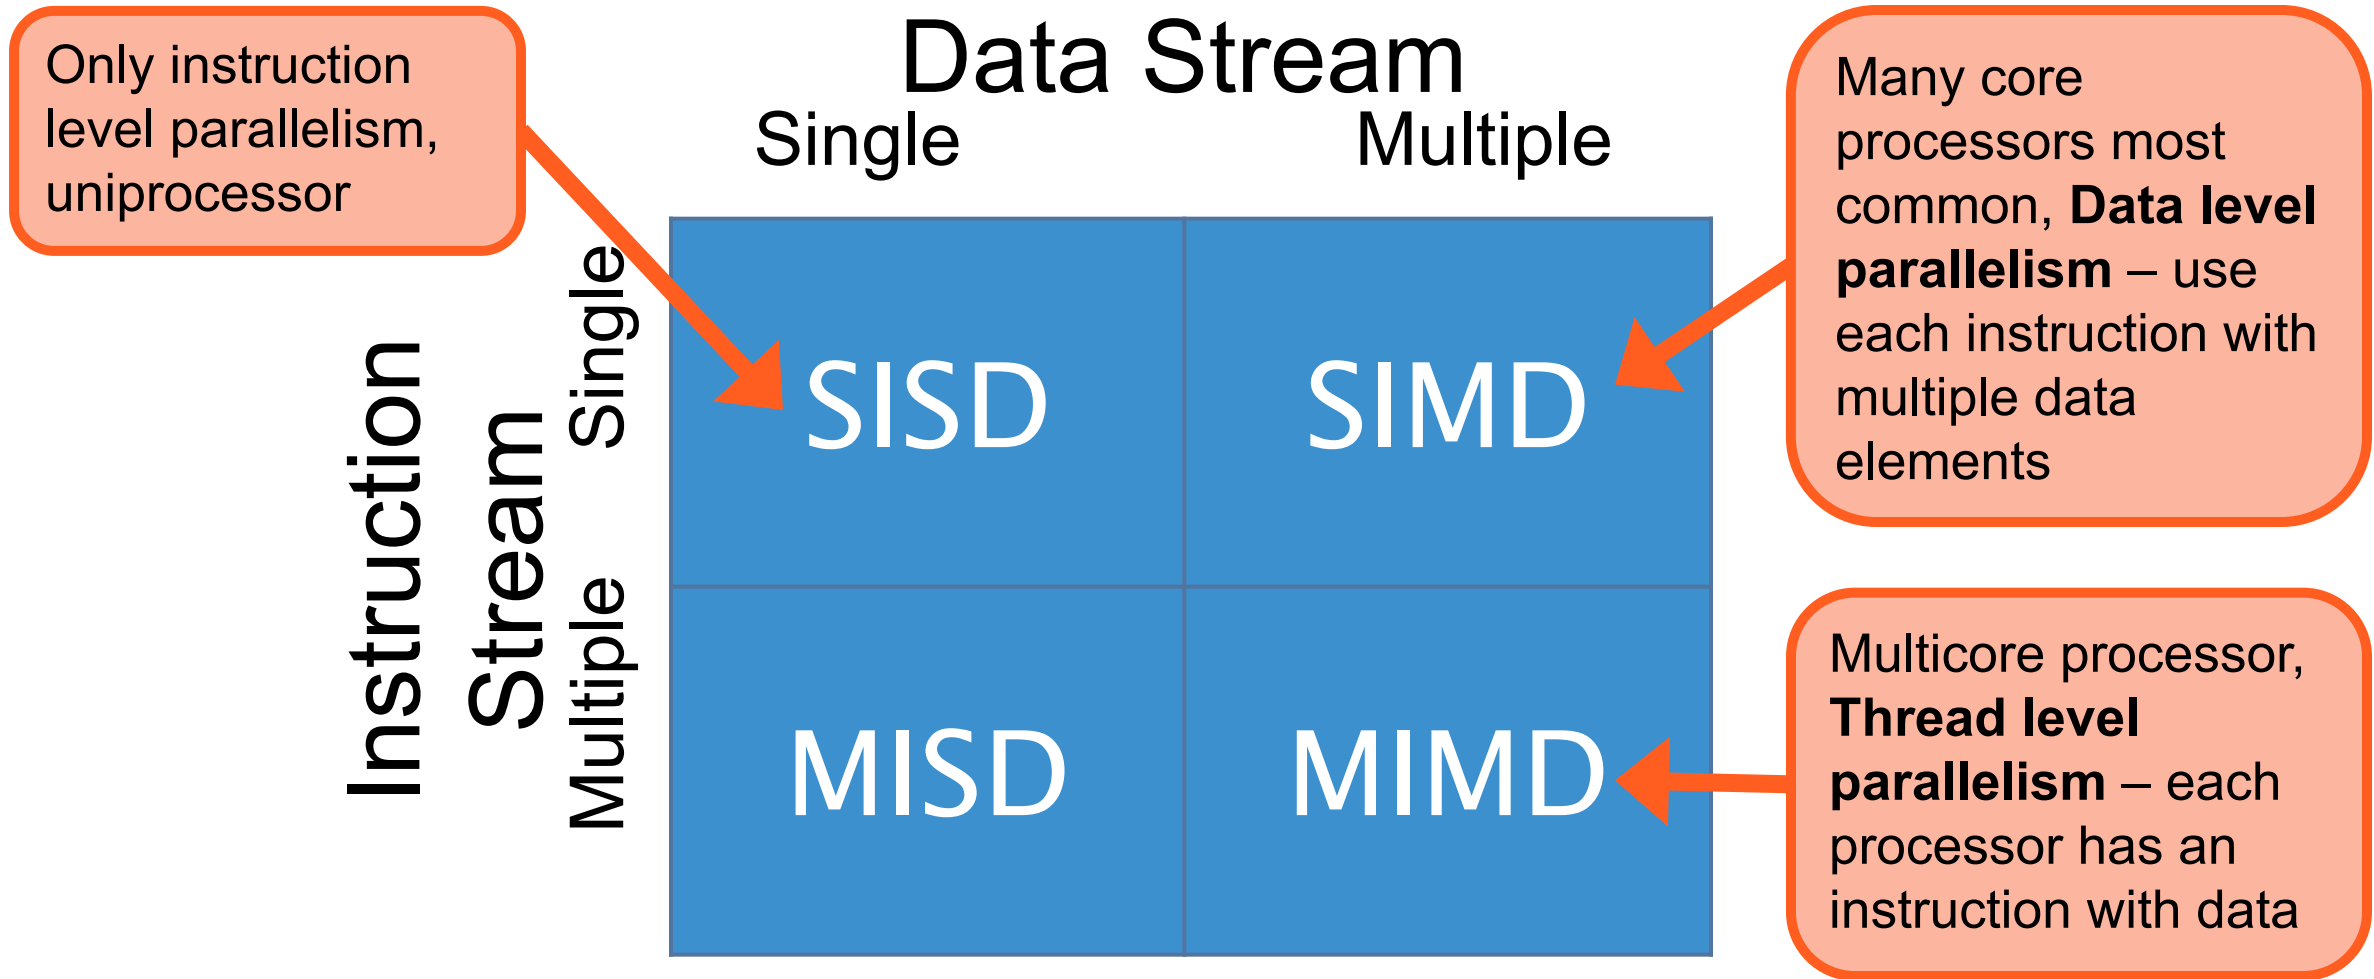 Only instruction
level parallelism,
uniprocessor
Data Stream
Single
Multiple
Many core
processors most
common, Data level
parallelism – use
each instruction with
multiple data
elements
Instruction
Stream
Single
Multiple
SISD
SIMD
MISD
MIMD
Multicore processor,
Thread level
parallelism – each
processor has an
instruction with data